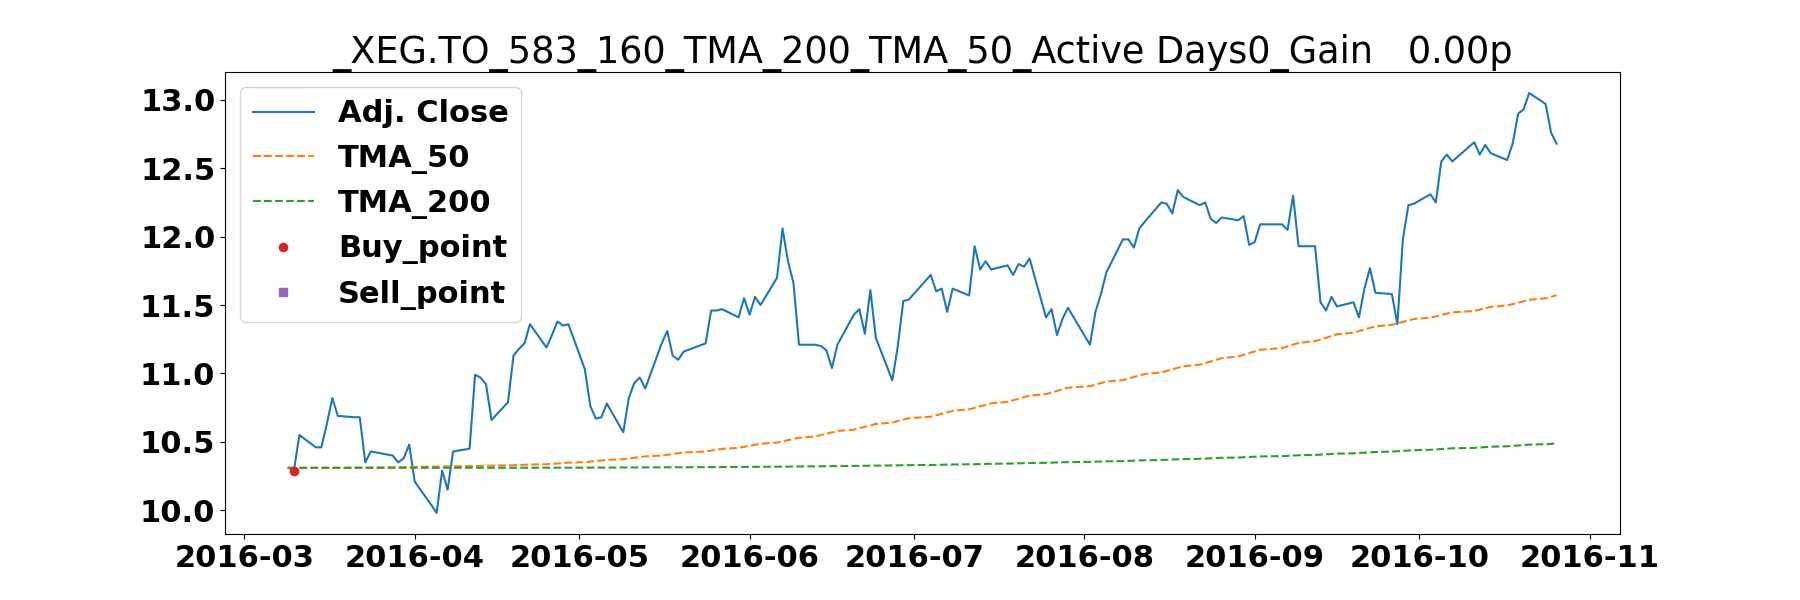 _XEG.TO_583_160_TMA_200_TMA_50_Active Days0_Gain   0.00p
Adj. Close
TMA_50
TMA_200
Buy_point
Sell_point
13.0
12.5
12.0
11.5
11.0
10.5
10.0
2016-03 2016-04 2016-05 2016-06 2016-07 2016-08 2016-09 2016-10 2016-11